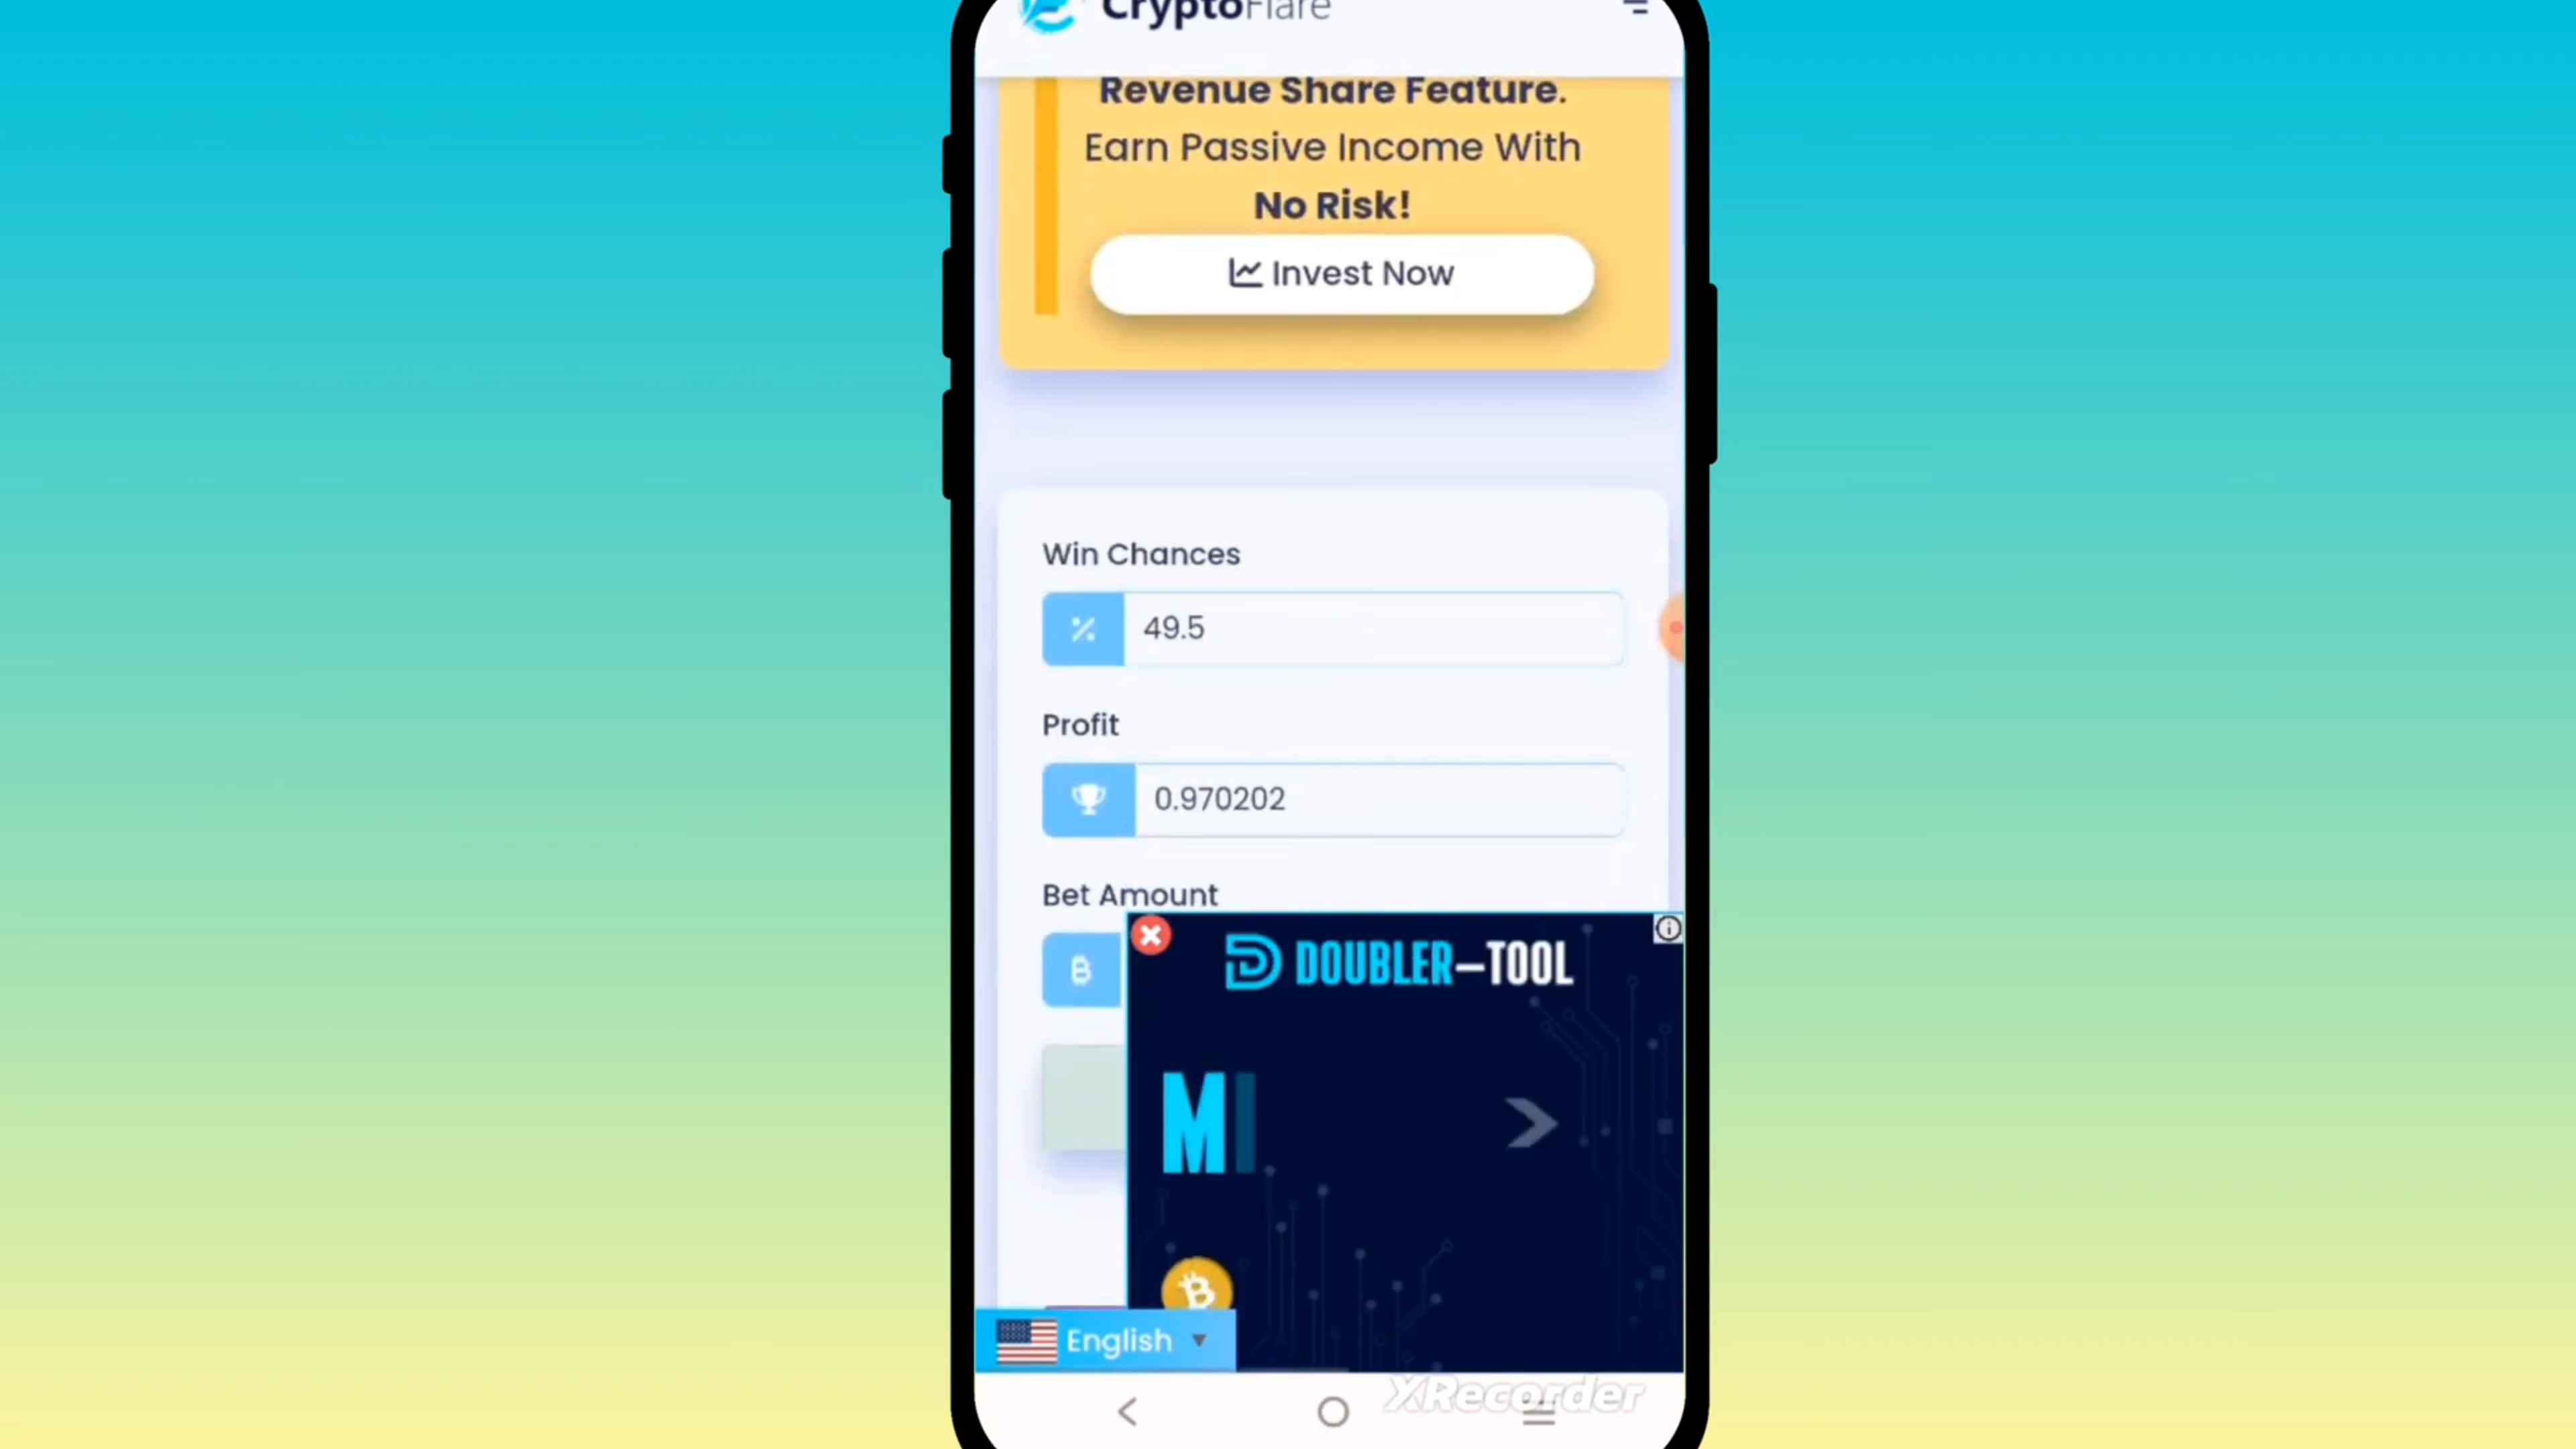 CryptoFlare
Revenue Share Feature.
Earn Passive Income With
No Risk!
Invest Now
Win Chances
% 49.5
Profit
0.970202
Bet Amount
DOUBLER–TOOL
MI
English
XRecorder